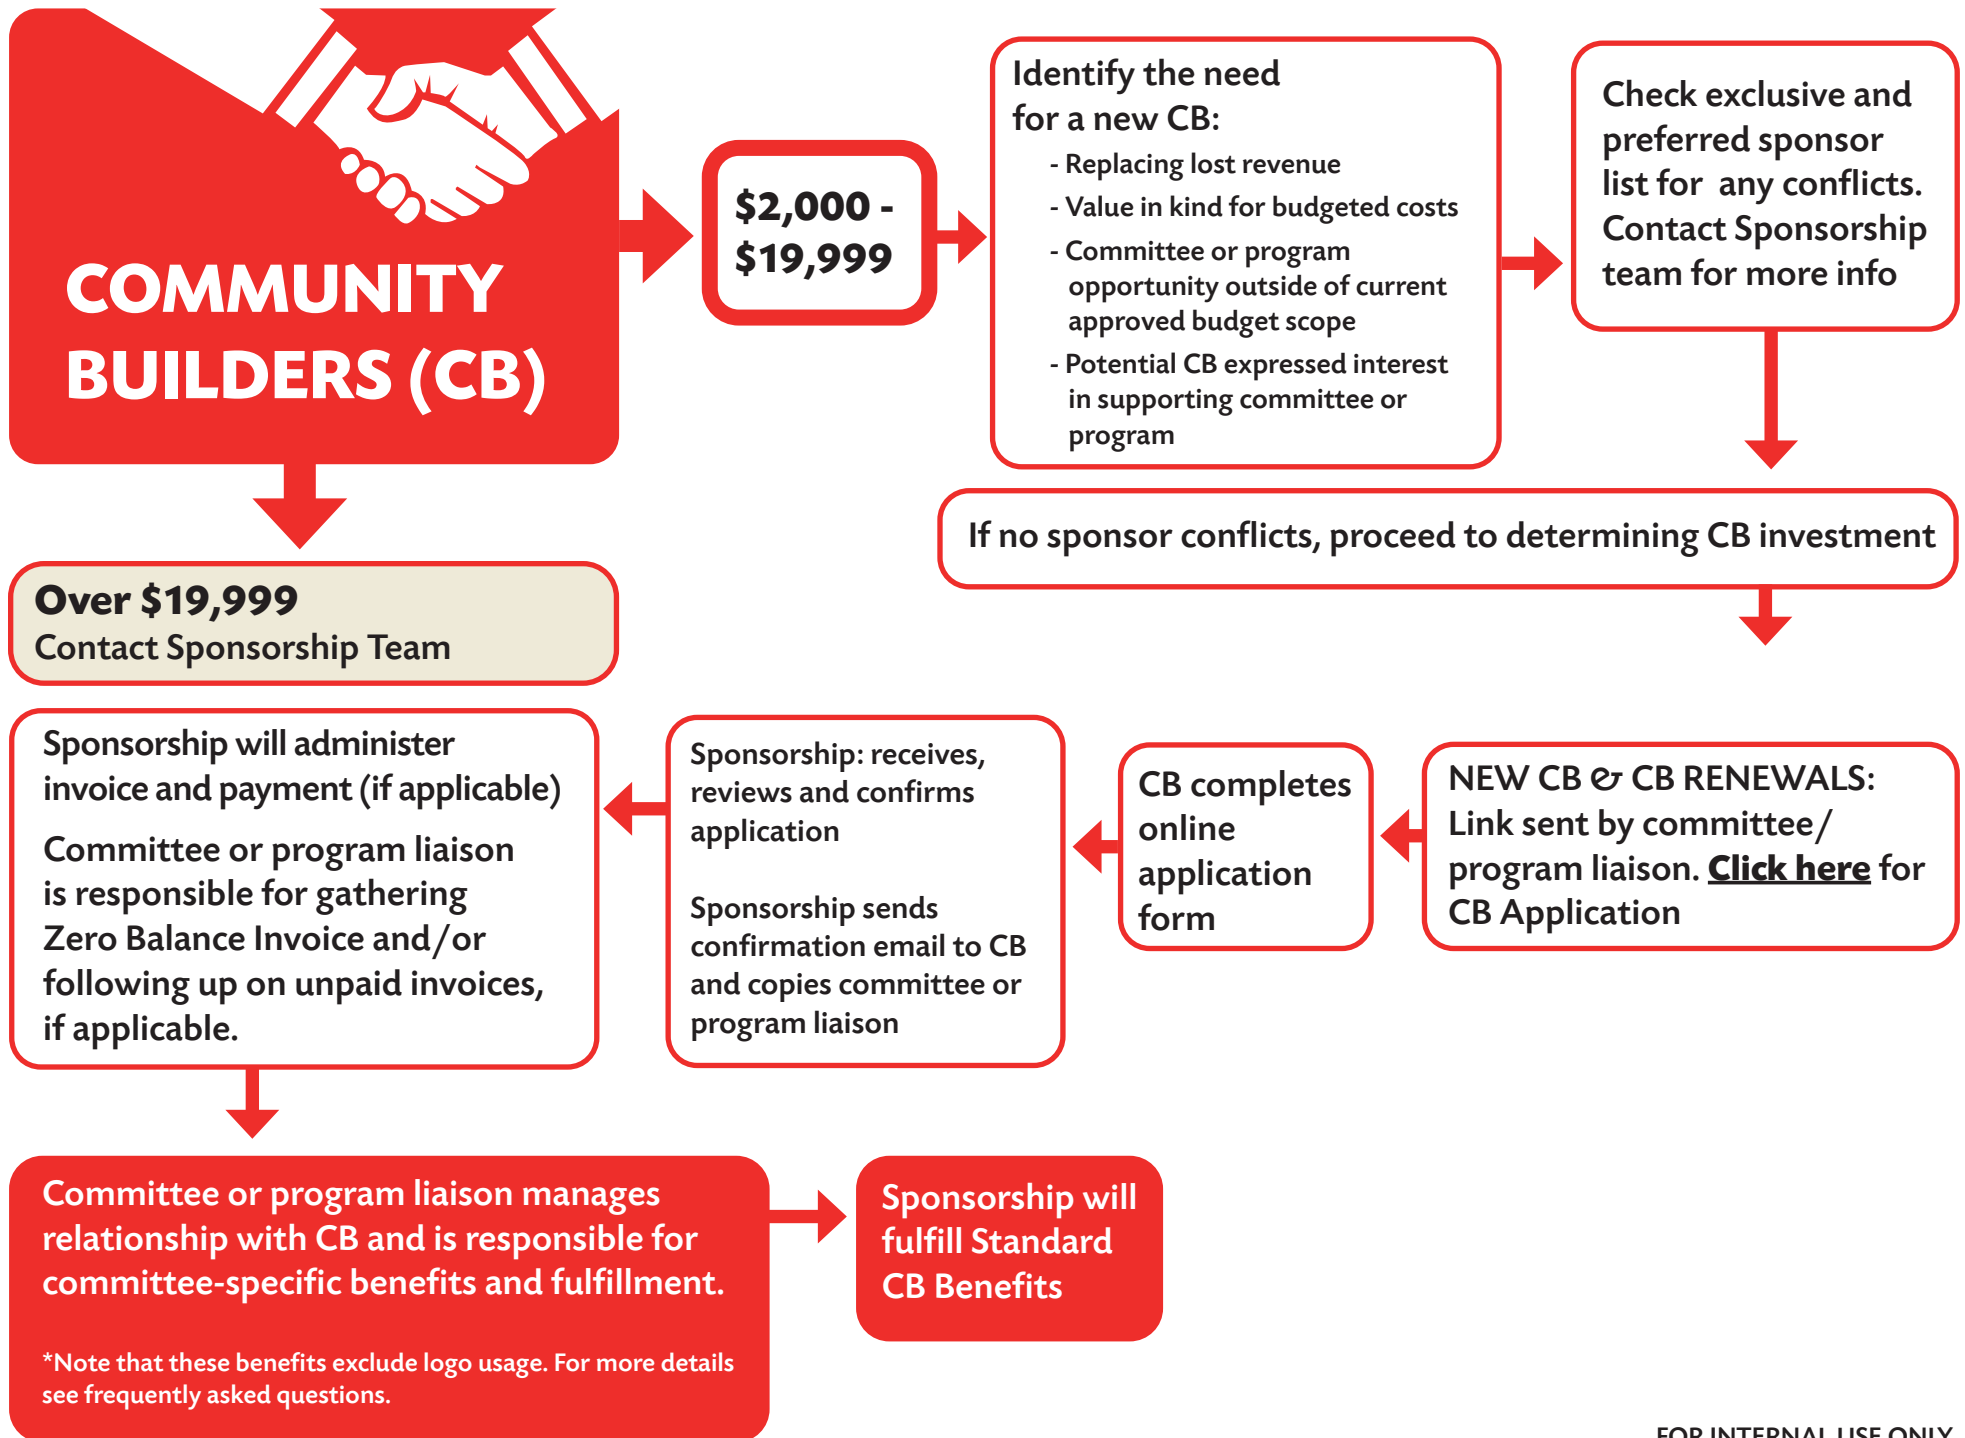 COMMUNITY
BUILDERS (CB)
$2,000 -
$19,999
Identify the need
for a new CB:
- Replacing lost revenue
- Value in kind for budgeted costs
- Committee or program
opportunity outside of current
approved budget scope
- Potential CB expressed interest
in supporting committee or
program
Check exclusive and
preferred sponsor
list for any conflicts.
Contact Sponsorship
team for more info
If no sponsor conflicts, proceed to determining CB investment
Over $19,999
Contact Sponsorship Team
NEW CB & CB RENEWALS:
Link sent by committee/
program liaison. Click here for
CB Application
CB completes
online
application
form
Sponsorship: receives,
reviews and confirms
application
Sponsorship sends
confirmation email to CB
and copies committee or
program liaison
Sponsorship will administer
invoice and payment (if applicable)
Committee or program liaison
is responsible for gathering
Zero Balance Invoice and/or
following up on unpaid invoices,
if applicable.
Committee or program liaison manages
relationship with CB and is responsible for
committee-specific benefits and fulfillment.
*Note that these benefits exclude logo usage. For more details
see frequently asked questions.
Sponsorship will
fulfill Standard
CB Benefits
FOR INTERNAL USE ONLY